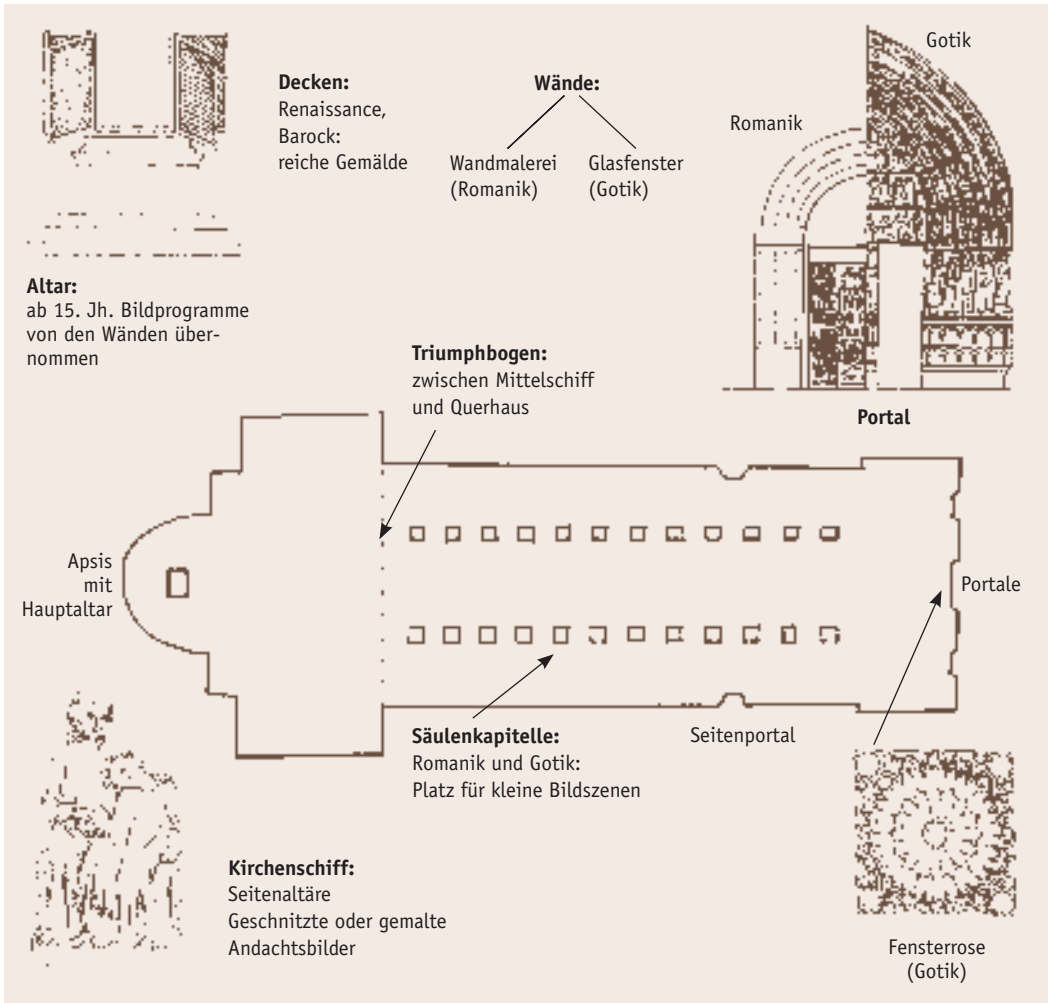 Gotik
Decken:
Renaissance,
Barock:
reiche Gemälde
Wände:
Wandmalerei
(Romanik)
Glasfenster
(Gotik)
Romanik
Altar:
ab 15. Jh. Bildprogramme
von den Wänden über-
nommen
Triumphbogen:
zwischen Mittelschiff
und Querhaus
Portal
Apsis
mit
Hauptaltar
Portale
Säulenkapitelle:
Romanik und Gotik:
Platz für kleine Bildszenen
Seitenportal
Kirchenschiff:
Seitenaltäre
Geschnitzte oder gemalte
Andachtsbilder
Fensterrose
(Gotik)